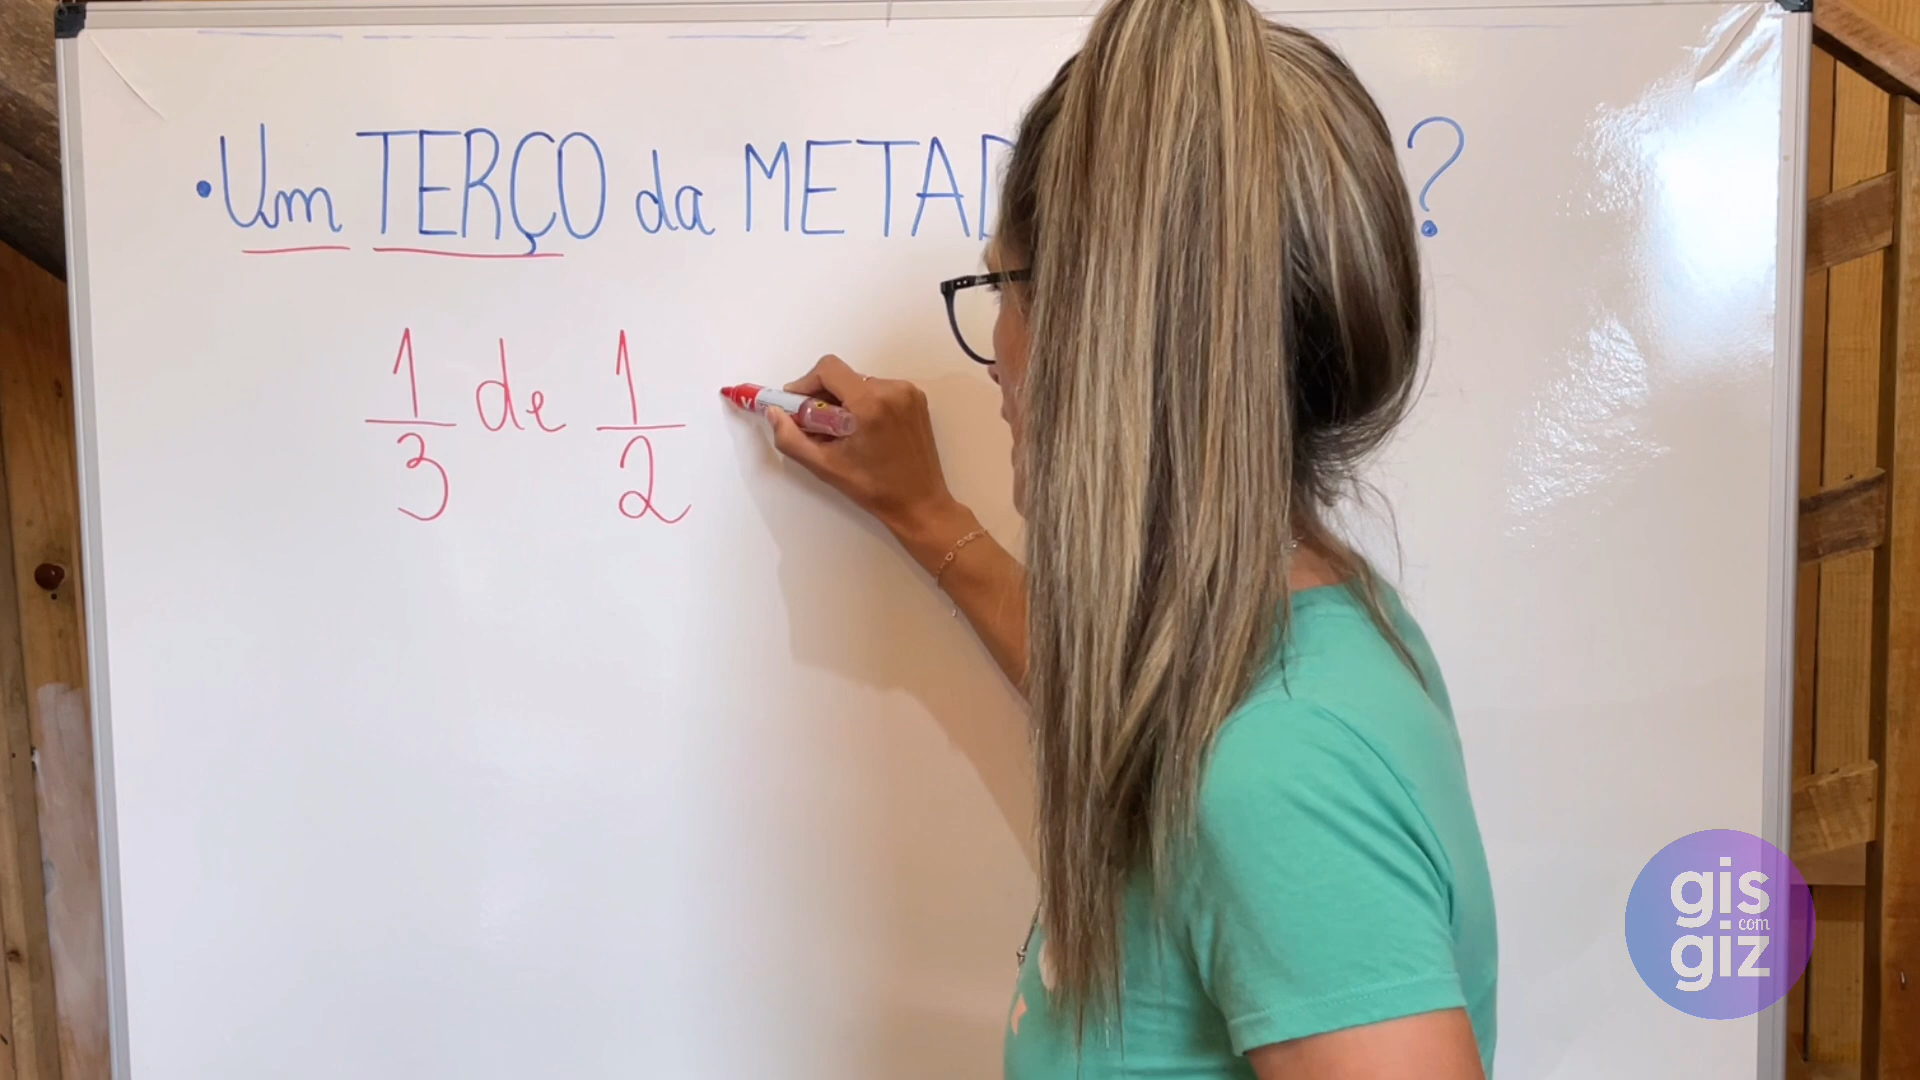 • Um TERÇO da METAD ?
1/3 de 1/2
gis
com
giz